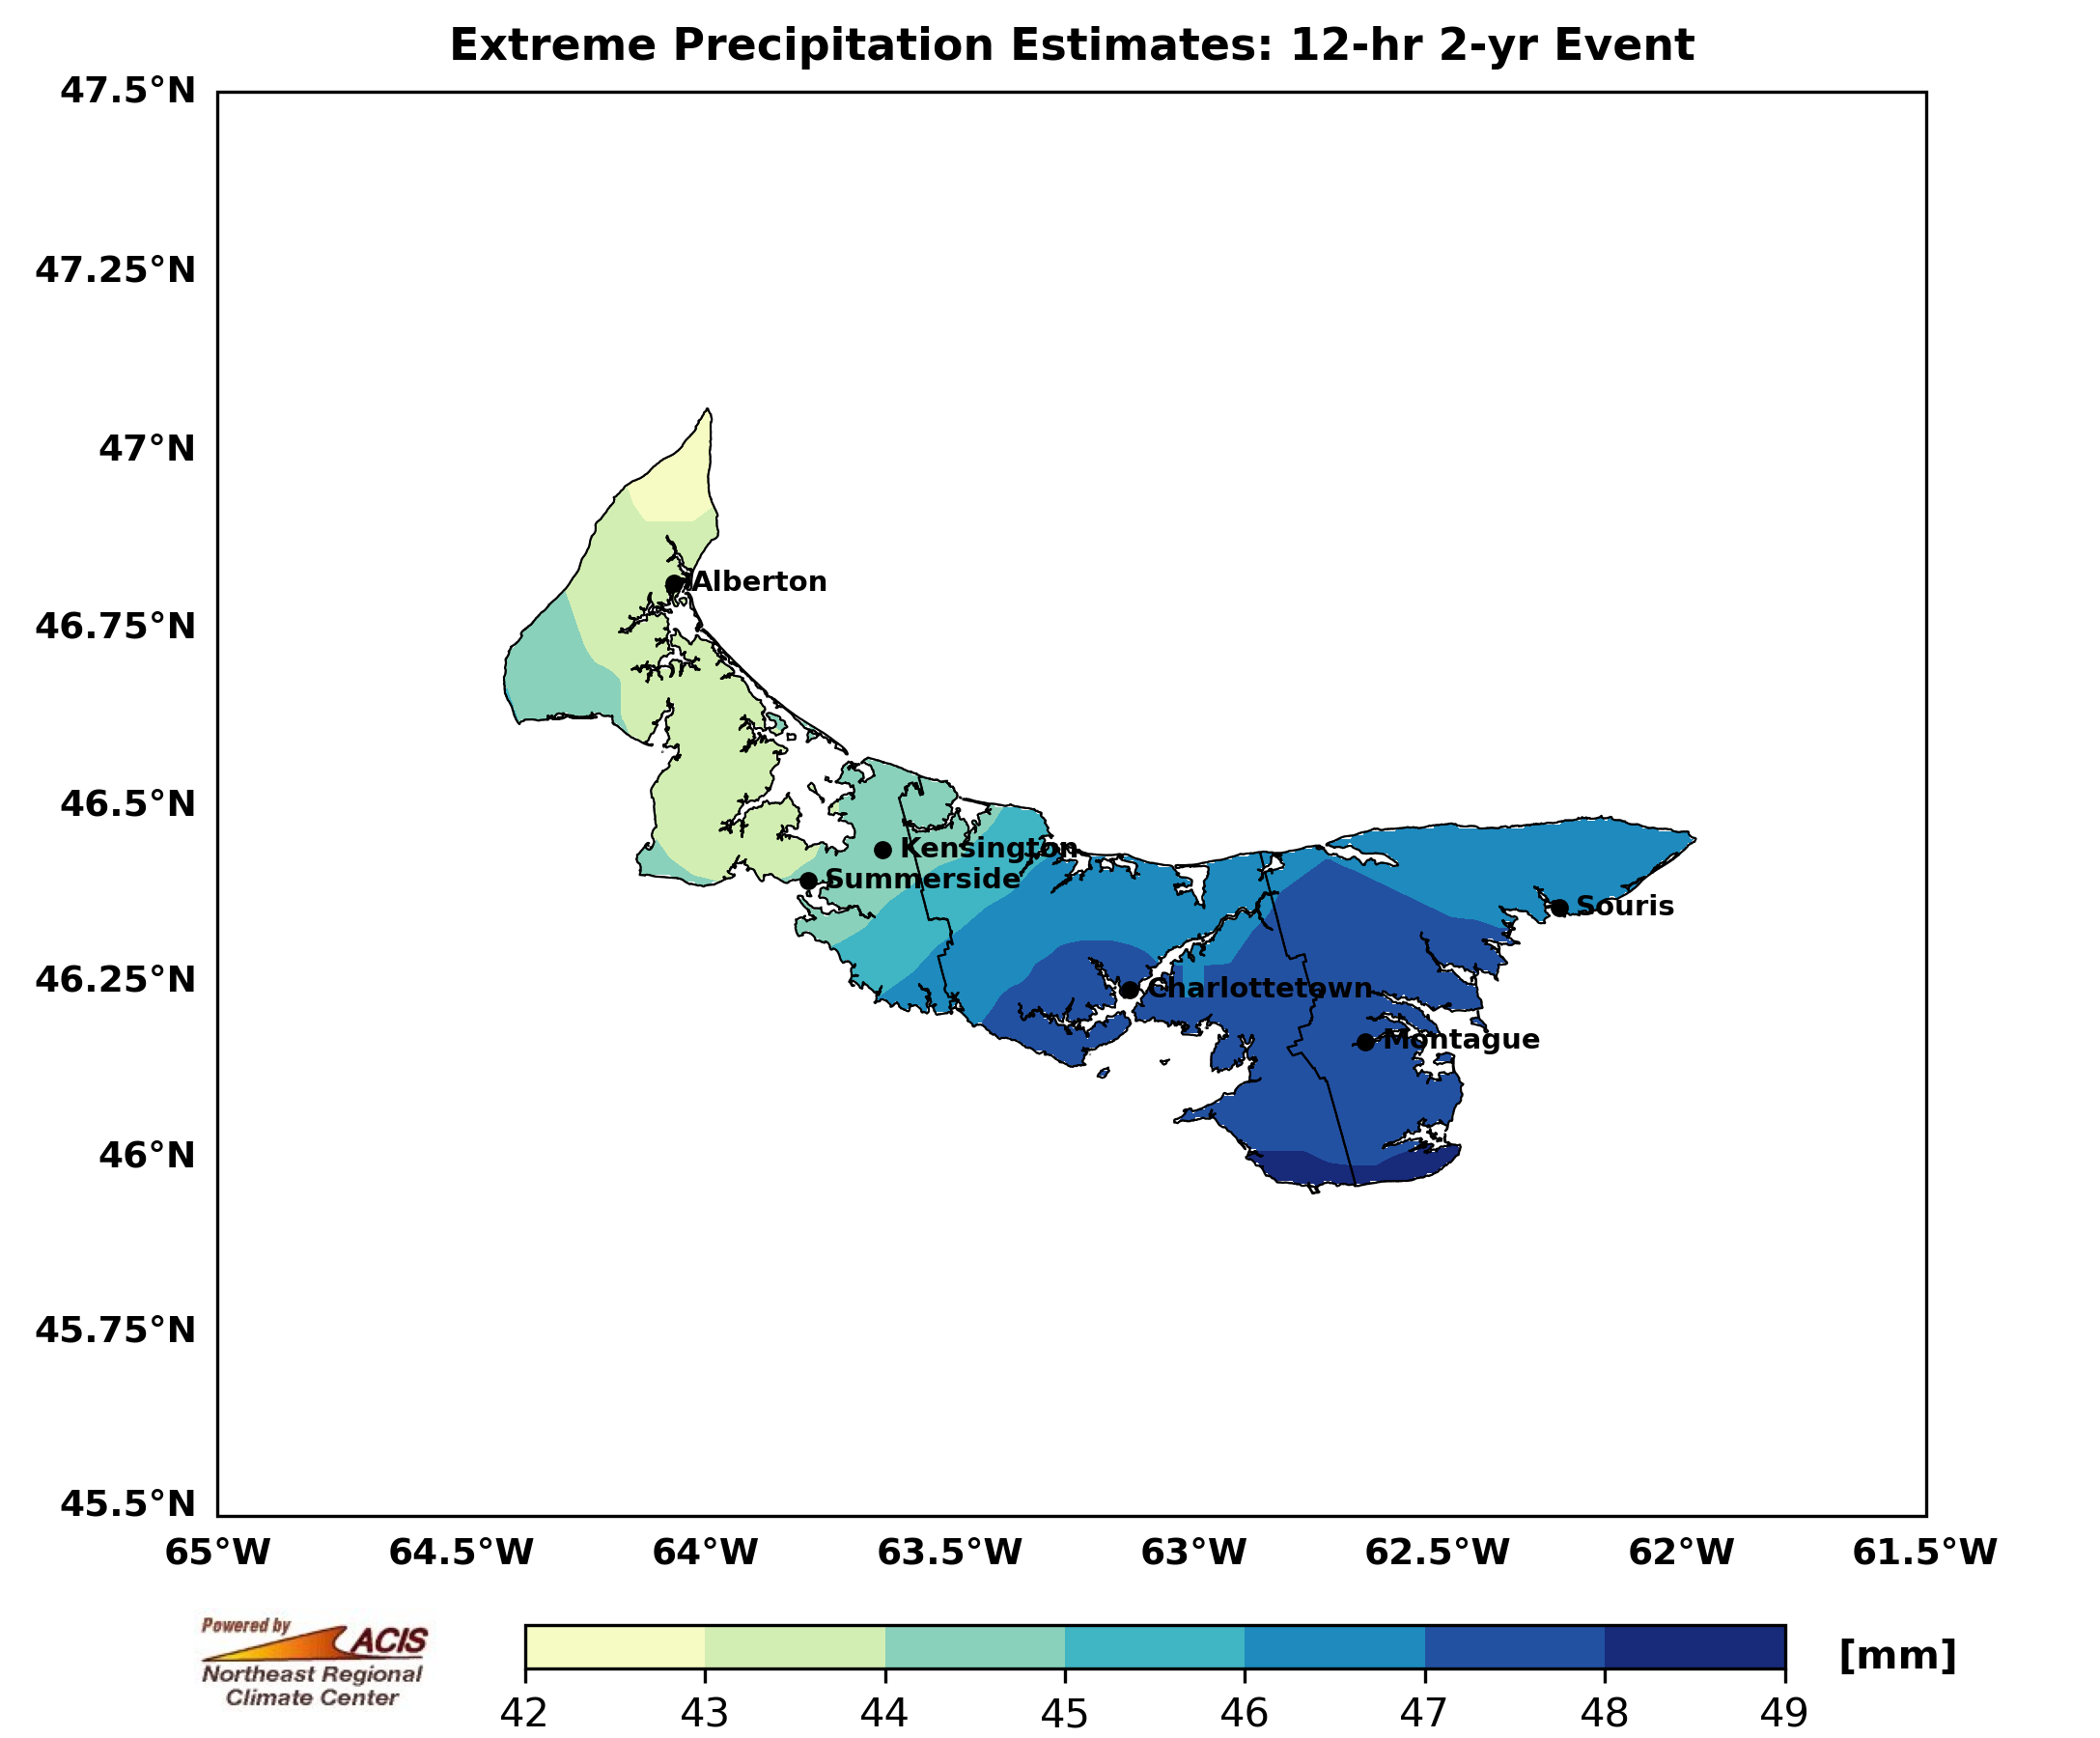 Extreme Precipitation Estimates: 12-hr 2-yr Event
47.5°N
47.25°N
47°N
46.75°N
46.5°N
46.25°N
46°N
45.75°N
45.5°N
Alberton
Kensington
Summerside
Souris
Charlottetown
Montague
65°W 64.5°W 64°W 63.5°W 63°W 62.5°W 62°W 61.5°W
Powered by
ACIS
Northeast Regional
Climate Center
[mm]
42 43 44 45 46 47 48 49